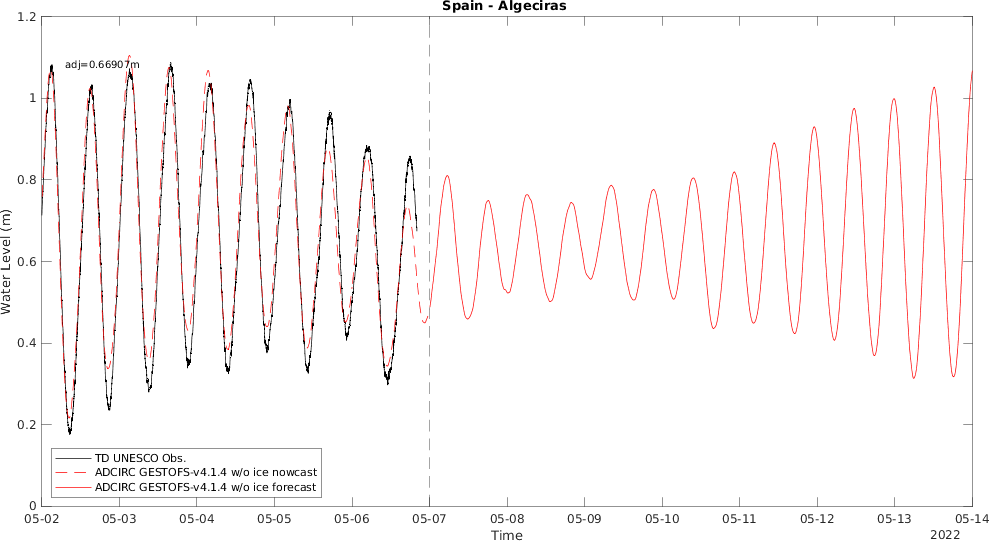 Spain - Algeciras
1.2
1
0.8
0.6
0.4
0.2
0
Water Level (m)
adj=0.66907m
TD UNESCO Obs.
ADCIRC GESTOFS-v4.1.4 w/o ice nowcast
ADCIRC GESTOFS-v4.1.4 w/o ice forecast
05-02 05-03 05-04 05-05 05-06 05-07 05-08 05-09 05-10 05-11 05-12 05-13 05-14
Time
2022